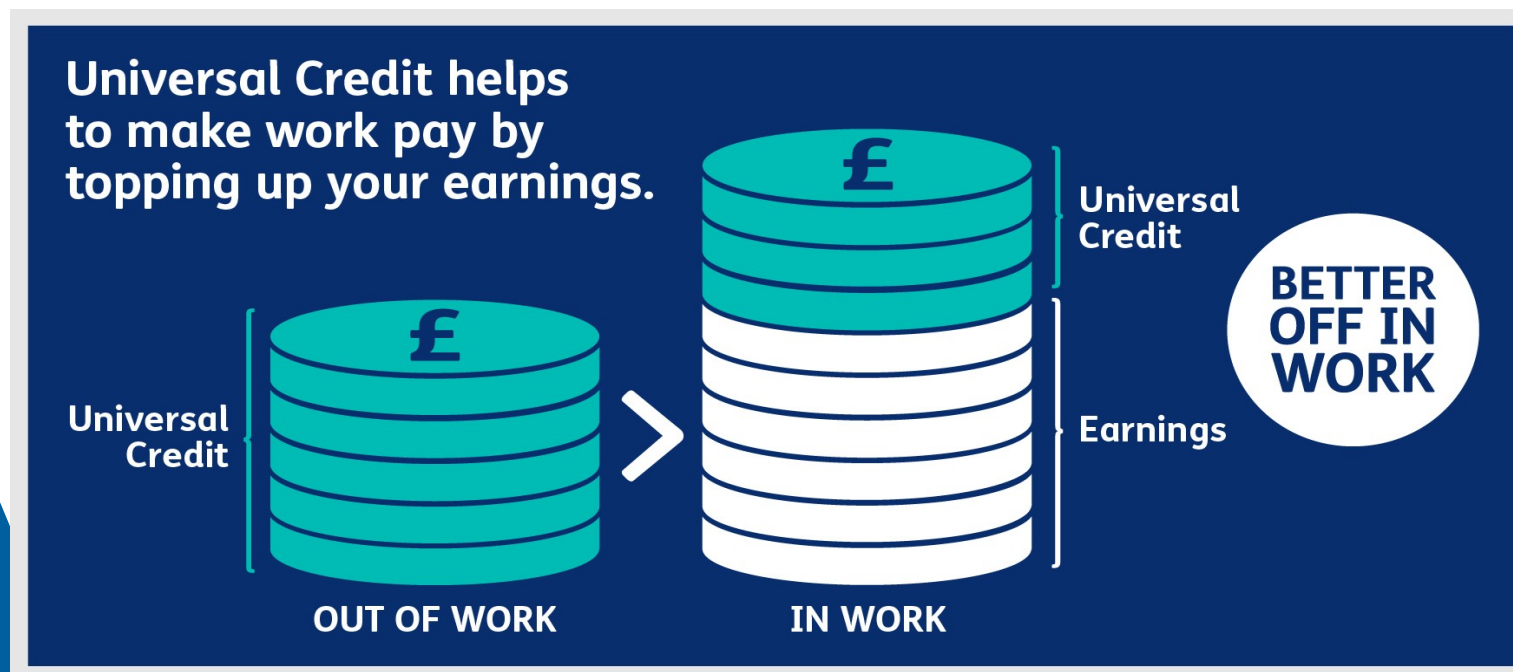 Universal Credit helps
to make work pay by
topping up your earnings.
£
Universal
Credit
OUT OF WORK
>
£
Universal
Credit
Earnings
IN WORK
BETTER
OFF IN
WORK